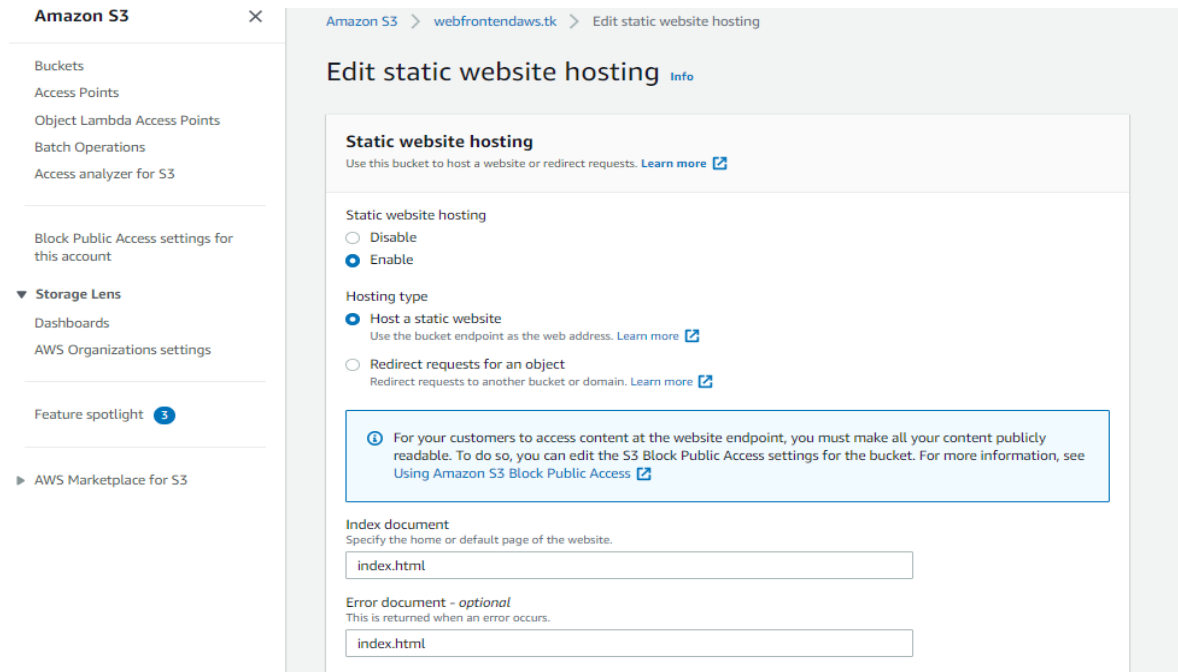 Amazon S3
Buckets
Access Points
Object Lambda Access Points
Batch Operations
Access analyzer for S3
Block Public Access settings for
this account
Storage Lens
Dashboards
AWS Organizations settings
Feature spotlight 3
AWS Marketplace for S3
Amazon S3 > webfrontendaws.tk > Edit static website hosting
Edit static website hosting Info
Static website hosting
Use this bucket to host a website or redirect requests. Learn more
Static website hosting
Disable
Enable
Hosting type
Host a static website
Use the bucket endpoint as the web address. Learn more
Redirect requests for an object
Redirect requests to another bucket or domain. Learn more
For your customers to access content at the website endpoint, you must make all your content publicly
readable. To do so, you can edit the S3 Block Public Access settings for the bucket. For more information, see
Using Amazon S3 Block Public Access
Index document
Specify the home or default page of the website.
index.html
Error document - optional
This is returned when an error occurs.
index.html